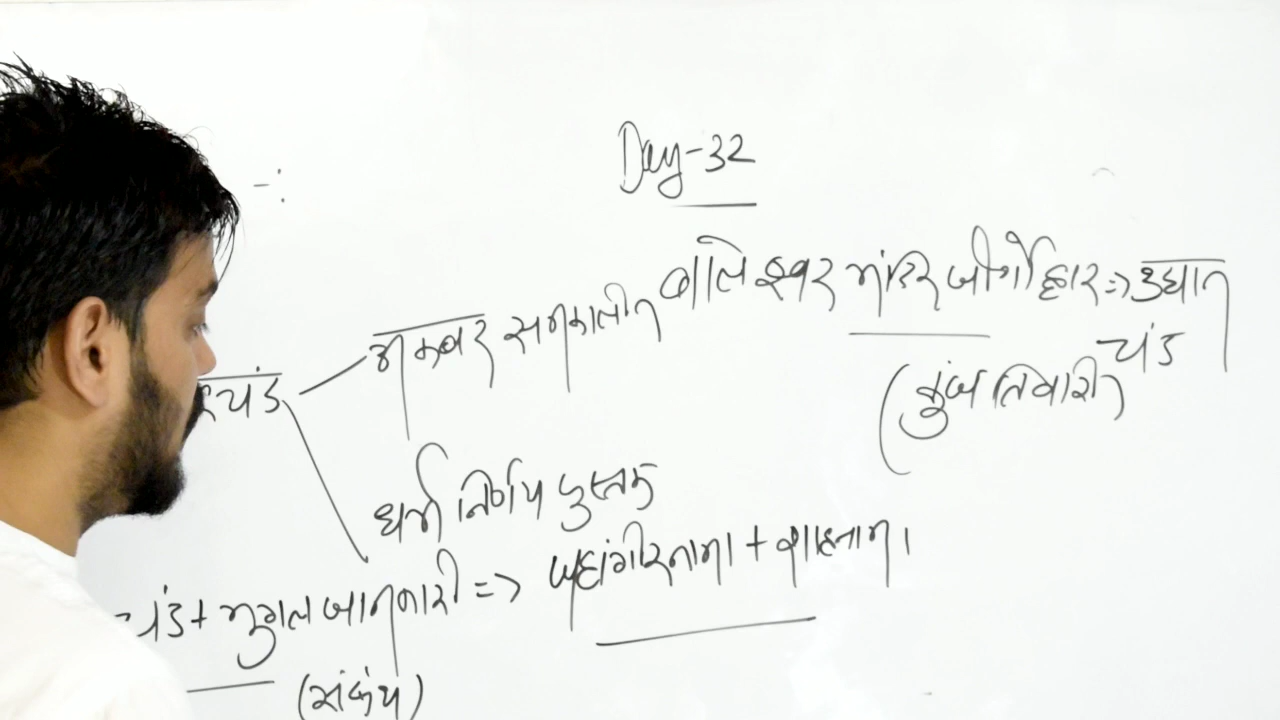 Day-32
अकबर समकालीन बालेश्वर मंदिर जीर्णोद्धार => उद्यान
चंद
चंद
धर्म निर्णय पुस्तक
चंद + मुगल जानकारी => जहांगीरनामा + शाहनामा
(संबंध)